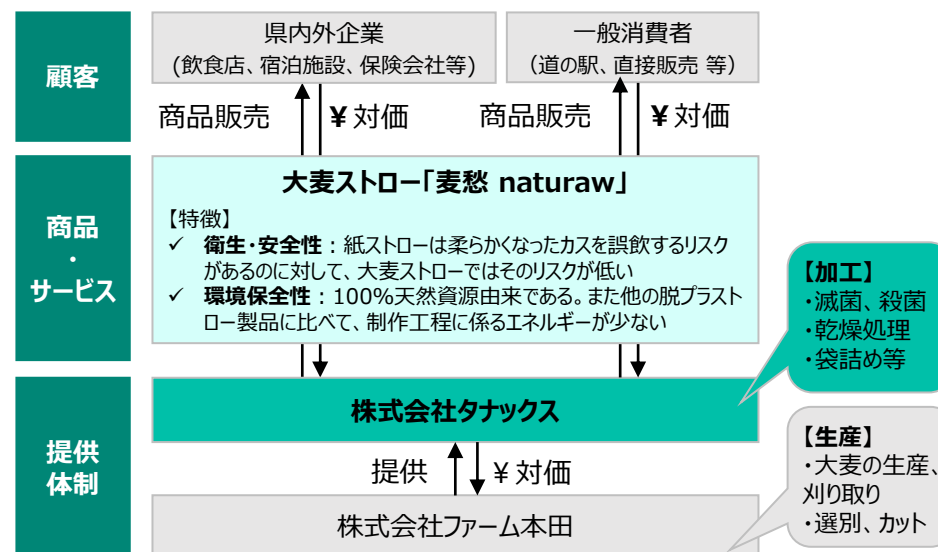 顧客
県内外企業
(飲食店、宿泊施設、保険会社等)
一般消費者
(道の駅、直接販売 等)
商品販売
¥ 対価
商品販売
¥ 対価
商品
・
サービス
大麦ストロー「麦愁 naturaw」
【特徴】
✓ 衛生・安全性：紙ストローは柔らかくなったカスを誤飲するリスク
があるのに対して、大麦ストローではそのリスクが低い
✓ 環境保全性：100%天然資源由来である。また他の脱プラスト
ロー製品に比べて、制作工程に係るエネルギーが少ない
【加工】
・滅菌、殺菌
・乾燥処理
・袋詰め等
提供
体制
株式会社タナックス
提供
¥ 対価
株式会社ファーム本田
【生産】
・大麦の生産、
刈り取り
・選別、カット